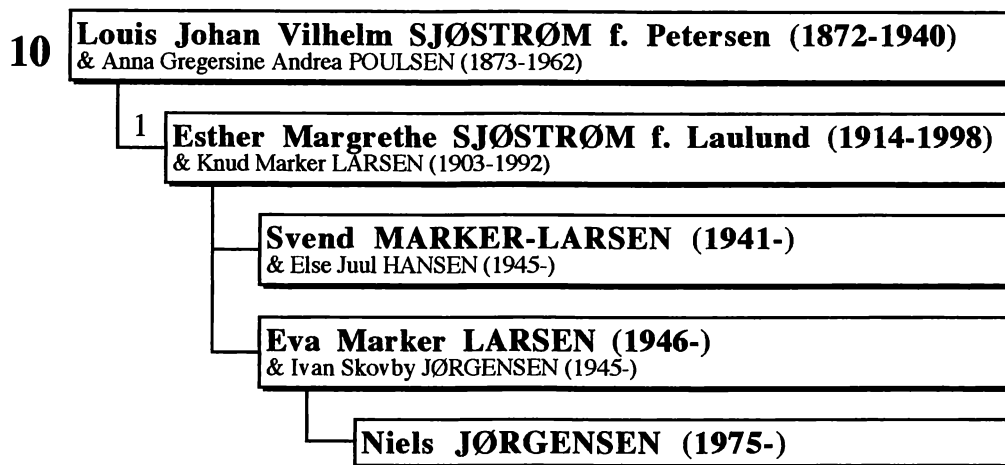 10
Louis Johan Vilhelm SJØSTRØM f. Petersen (1872-1940)
& Anna Gregersine Andrea POULSEN (1873-1962)
1
Esther Margrethe SJØSTRØM f. Laulund (1914-1998)
& Knud Marker LARSEN (1903-1992)
Svend MARKER-LARSEN (1941-)
& Else Juul HANSEN (1945-)
Eva Marker LARSEN (1946-)
& Ivan Skovby JØRGENSEN (1945-)
Niels JØRGENSEN (1975-)